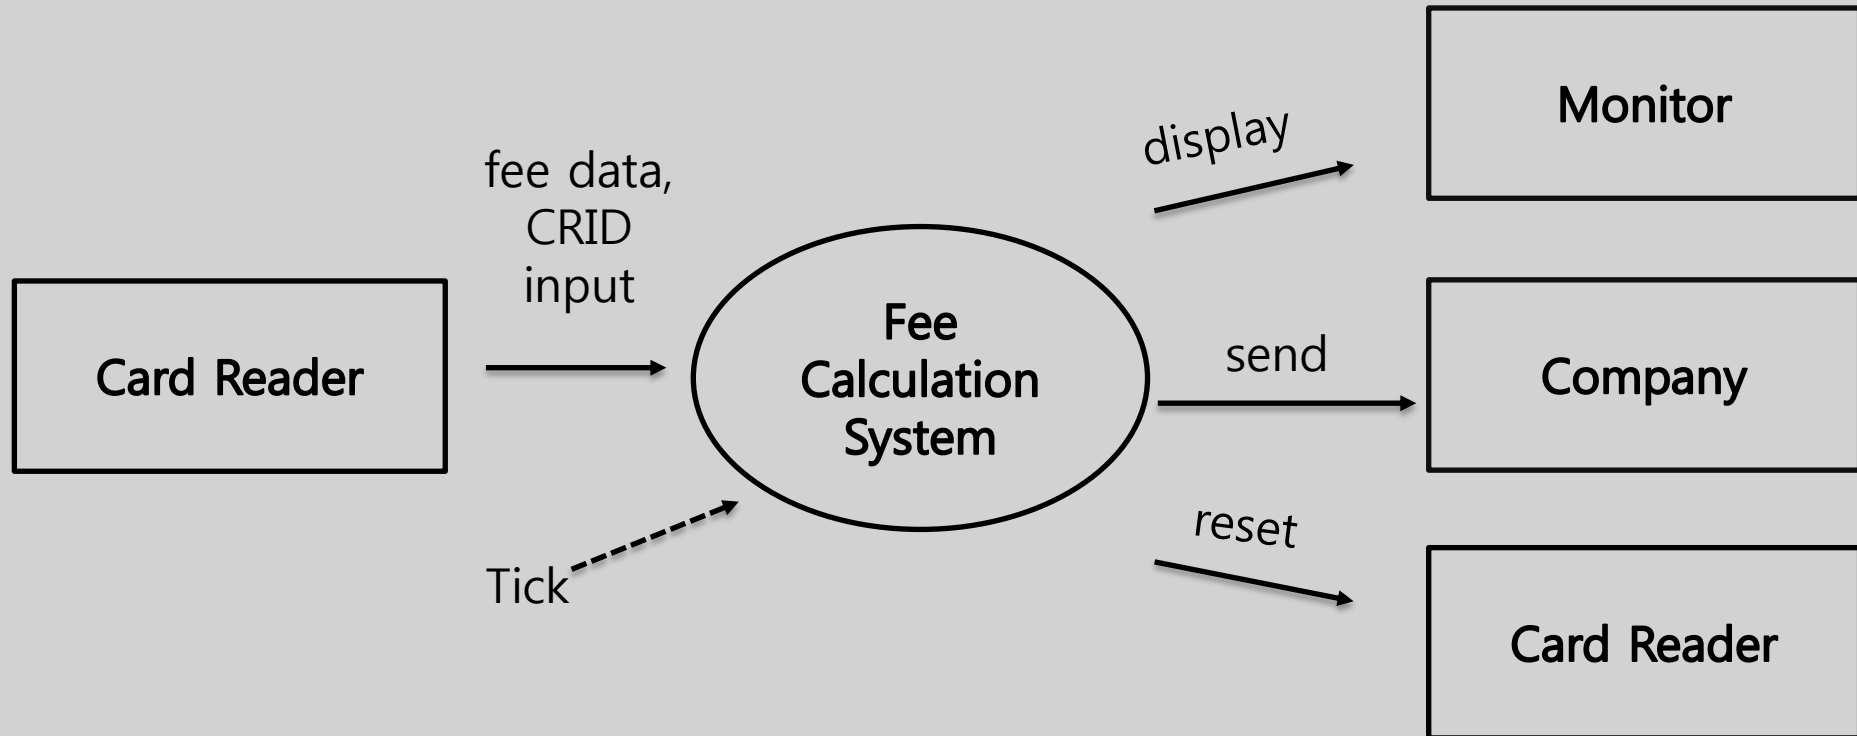 Card Reader
fee data,
CRID
input
Tick
Fee
Calculation
System
display
Monitor
send
Company
reset
Card Reader